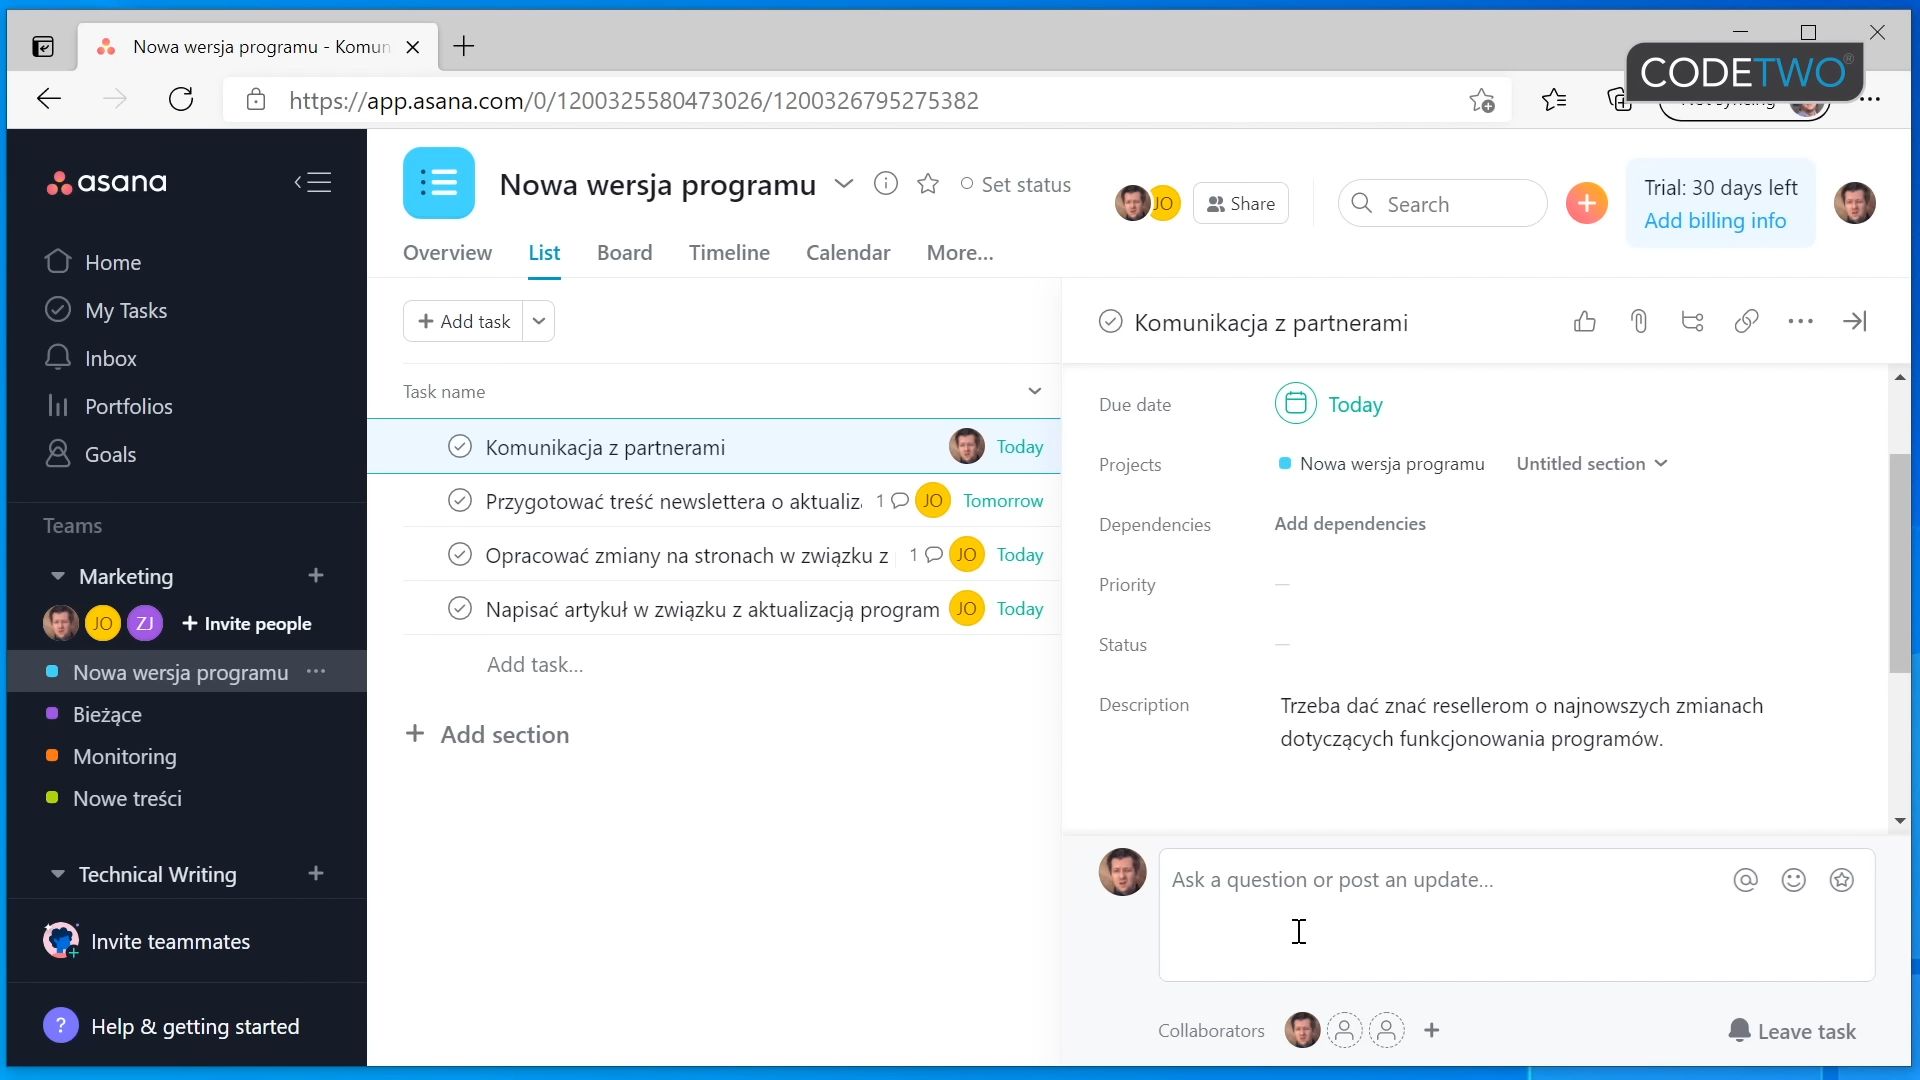 Nowa wersja programu - Komun
CODETWO®
https://app.asana.com/0/1200325580473026/1200326795275382
asana
Home
My Tasks
Inbox
Portfolios
Goals
Teams
Marketing
JO
ZJ
+ Invite people
Nowa wersja programu
Bieżące
Monitoring
Nowe treści
Technical Writing
Invite teammates
? Help & getting started
Nowa wersja programu
Set status
JO
Share
Search
Trial: 30 days left
Add billing info
Overview List Board Timeline Calendar More...
+ Add task
Task name
Komunikacja z partnerami Today
Przygotować treść newslettera o aktualiz 1 JO Tomorrow
Opracować zmiany na stronach w związku z 1 JO Today
Napisać artykuł w związku z aktualizacją program JO Today
Add task...
+ Add section
Komunikacja z partnerami
Due date Today
Projects Nowa wersja programu Untitled section
Dependencies Add dependencies
Priority —
Status —
Description Trzeba dać znać resellerom o najnowszych zmianach
dotyczących funkcjonowania programów.
Ask a question or post an update...
Collaborators
Leave task